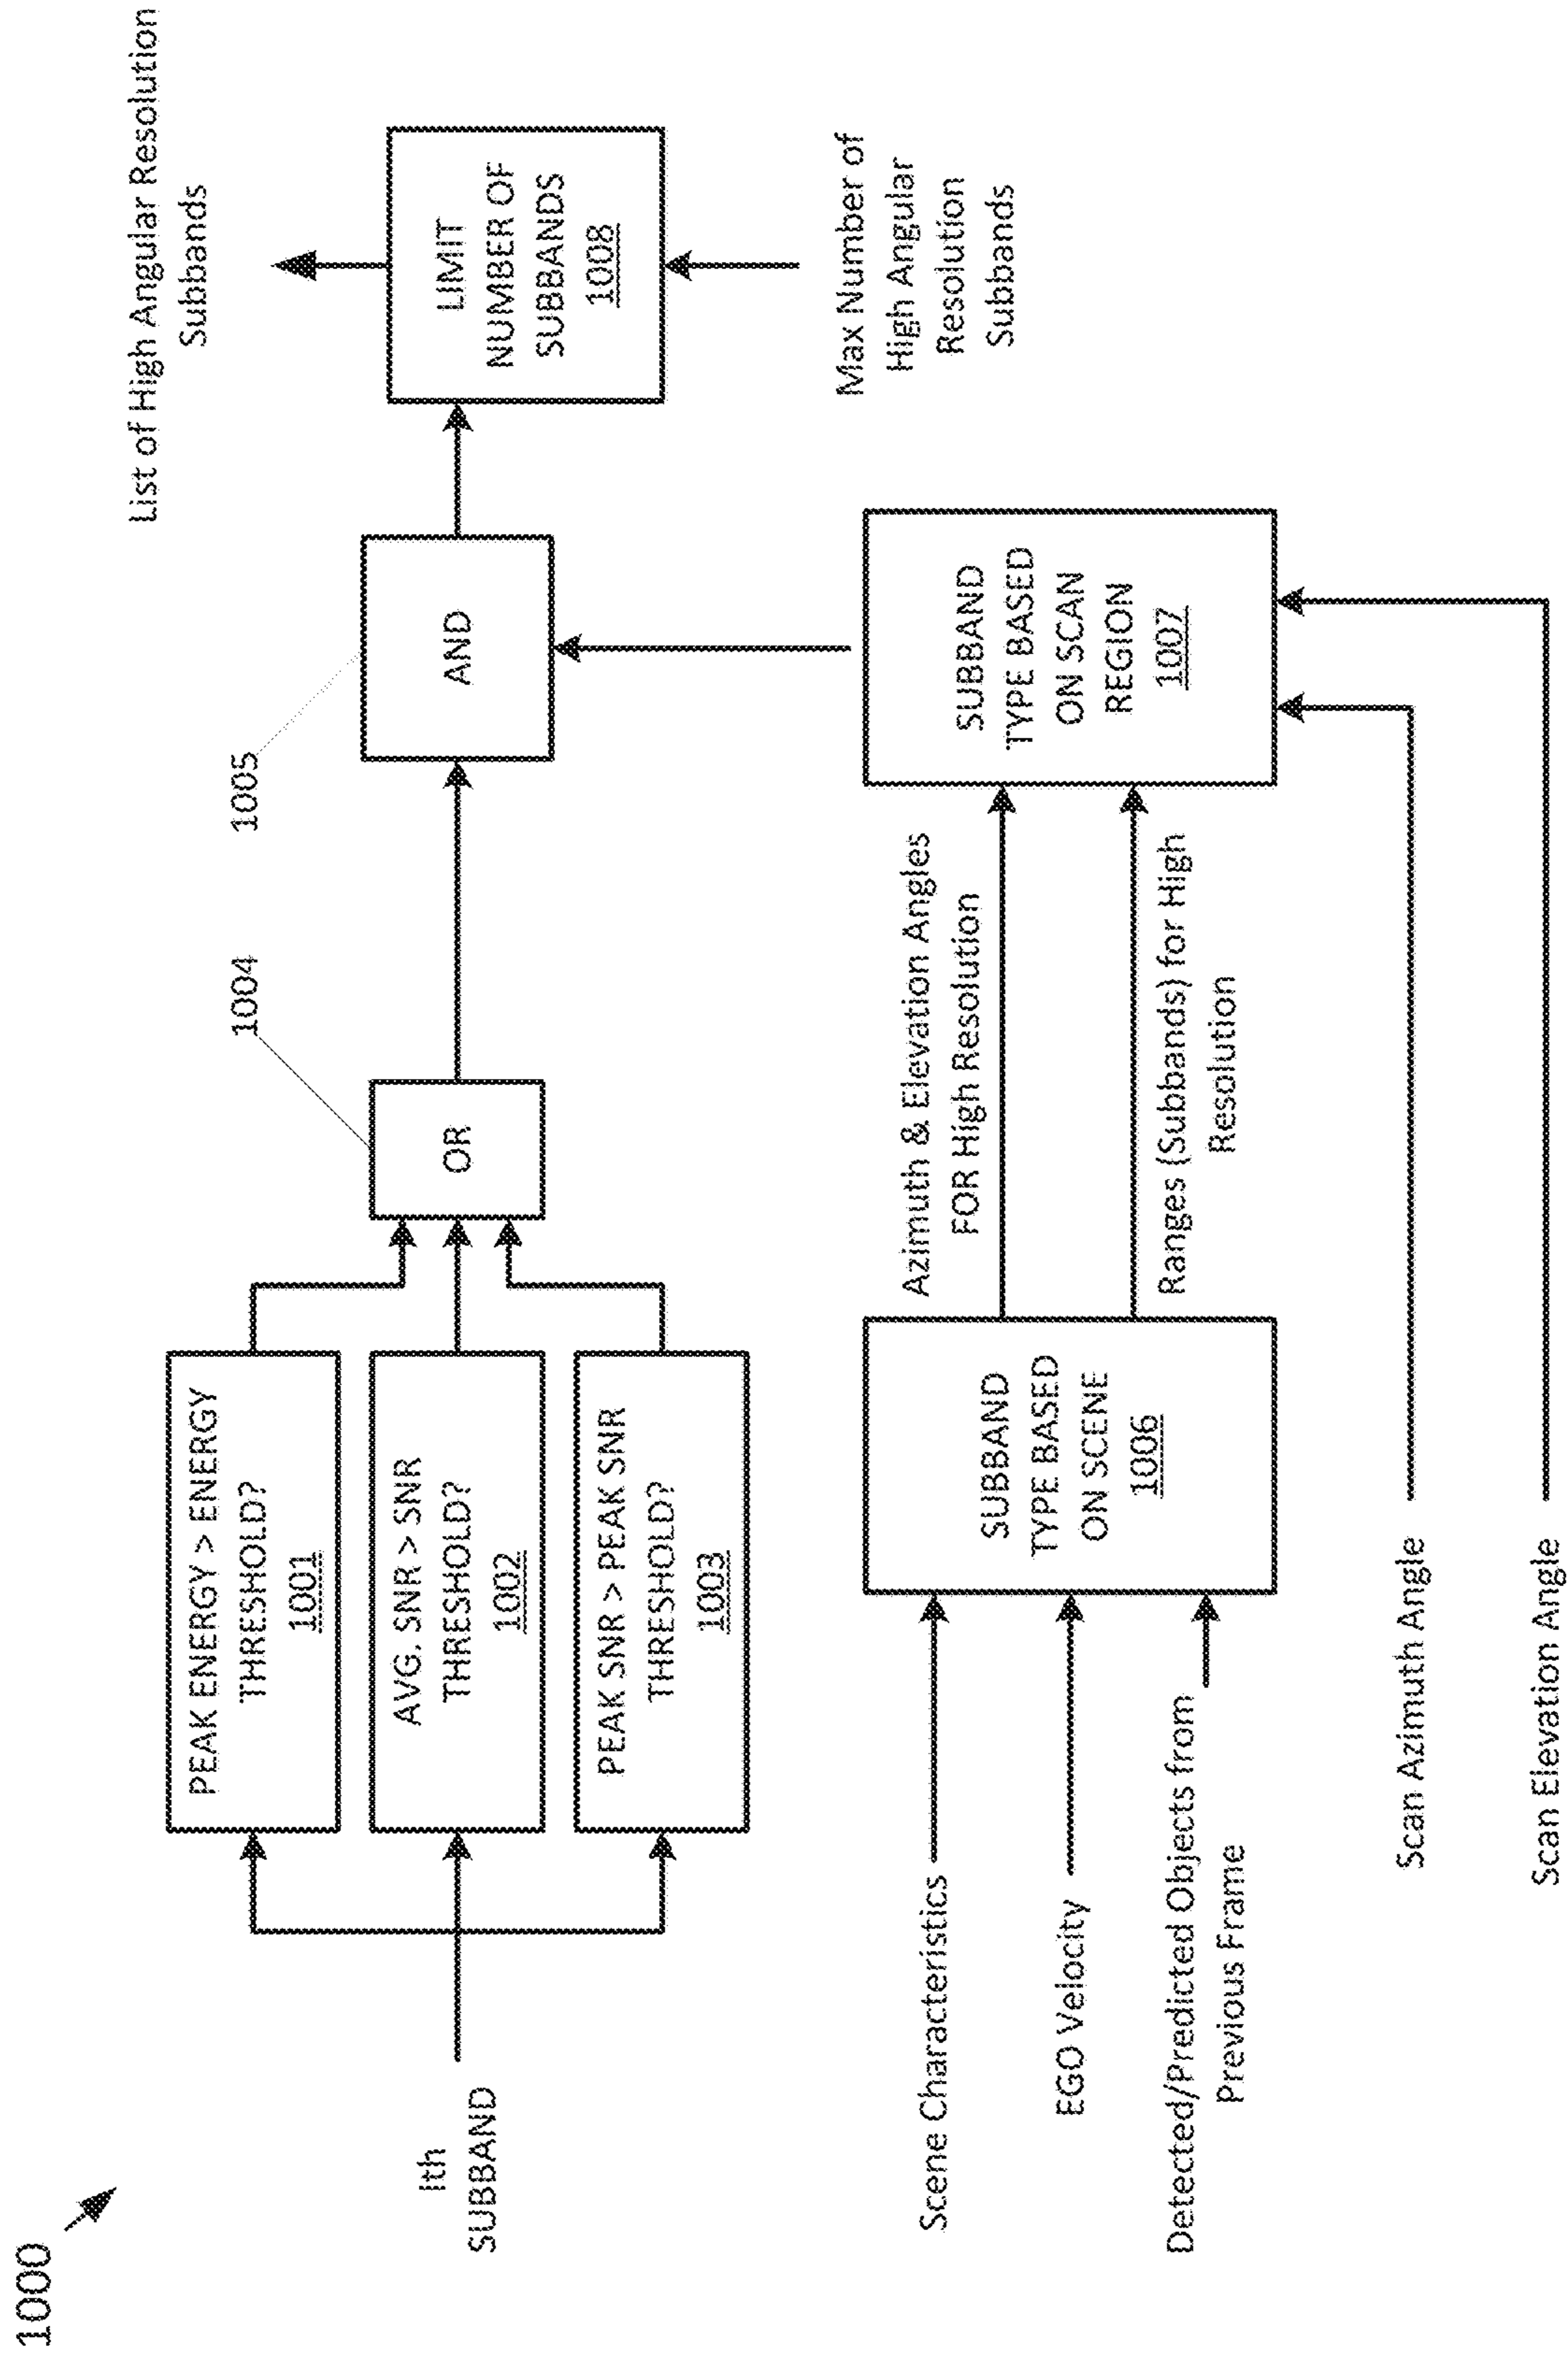 1000
Ith
SUBBAND
PEAK ENERGY > ENERGY
THRESHOLD?
1001
AVG. SNR > SNR
THRESHOLD?
1002
PEAK SNR > PEAK SNR
THRESHOLD?
1003
1004
OR
1005
AND
LIMIT
NUMBER OF
SUBBANDS
1008
List of High Angular Resolution
Subbands
Max Number of
High Angular
Resolution
Subbands
Scene Characteristics
EGO Velocity
Detected/Predicted Objects from
Previous Frame
SUBBAND
TYPE BASED
ON SCENE
1006
Azimuth & Elevation Angles
FOR High Resolution
Ranges (Subbands) for High
Resolution
SUBBAND
TYPE BASED
ON SCAN
REGION
1007
Scan Azimuth Angle
Scan Elevation Angle